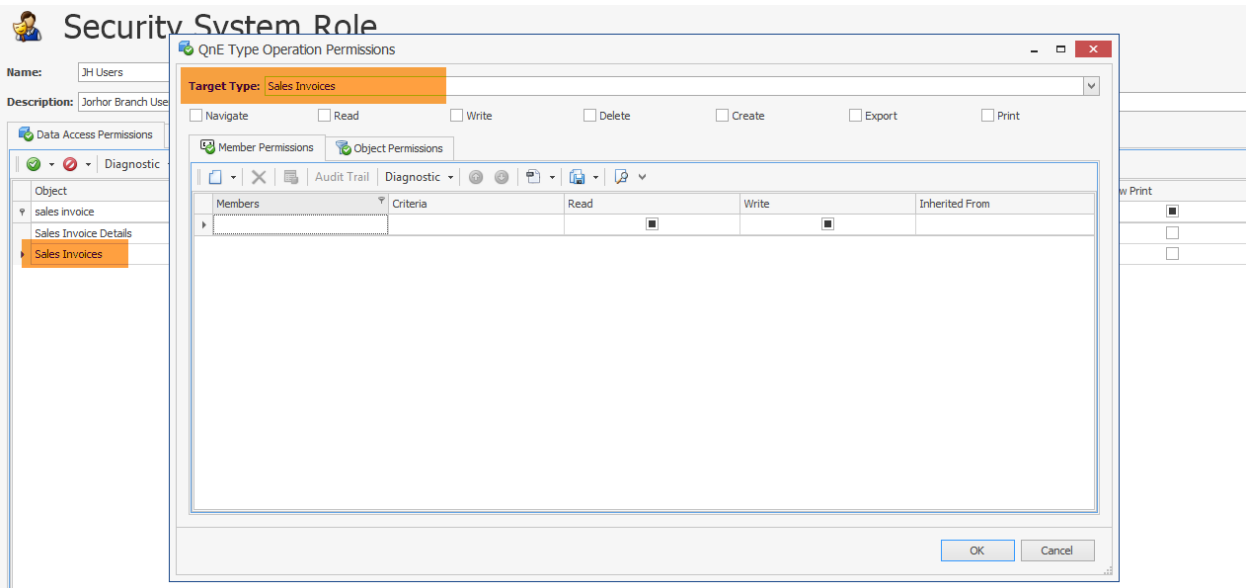 Security System Role
QnE Type Operation Permissions
Name: JH Users
Target Type: Sales Invoices
Description: Jorhor Branch Use
Navigate Read Write Delete Create Export Print
Data Access Permissions
Member Permissions Object Permissions
Diagnostic
Audit Trail Diagnostic
Object
Print
Members Criteria Read Write Inherited From
sales invoice
Sales Invoice Details
Sales Invoices
OK Cancel